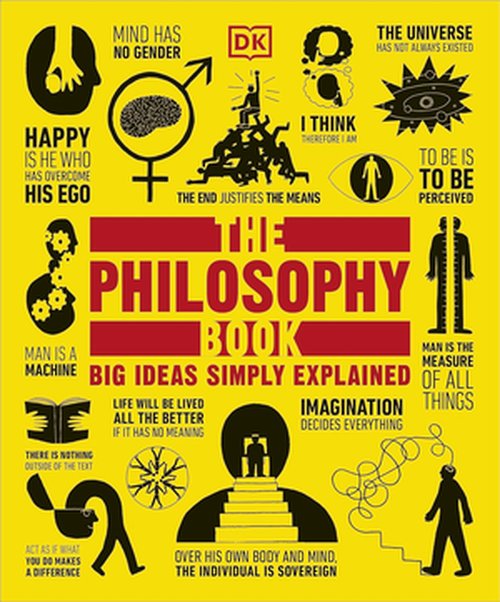 DK
MIND HAS
NO GENDER
THE UNIVERSE
HAS NOT ALWAYS EXISTED
HAPPY
IS HE WHO
HAS OVERCOME
HIS EGO
I THINK
THEREFORE I AM
TO BE IS
TO BE
PERCEIVED
THE END JUSTIFIES THE MEANS
THE
PHILOSOPHY
BOOK
BIG IDEAS SIMPLY EXPLAINED
MAN IS A
MACHINE
MAN IS THE
MEASURE
OF ALL
THINGS
LIFE WILL BE LIVED
ALL THE BETTER
IF IT HAS NO MEANING
IMAGINATION
DECIDES EVERYTHING
THERE IS NOTHING
OUTSIDE OF THE TEXT
ACT AS IF WHAT
YOU DO MAKES
A DIFFERENCE
OVER HIS OWN BODY AND MIND,
THE INDIVIDUAL IS SOVEREIGN